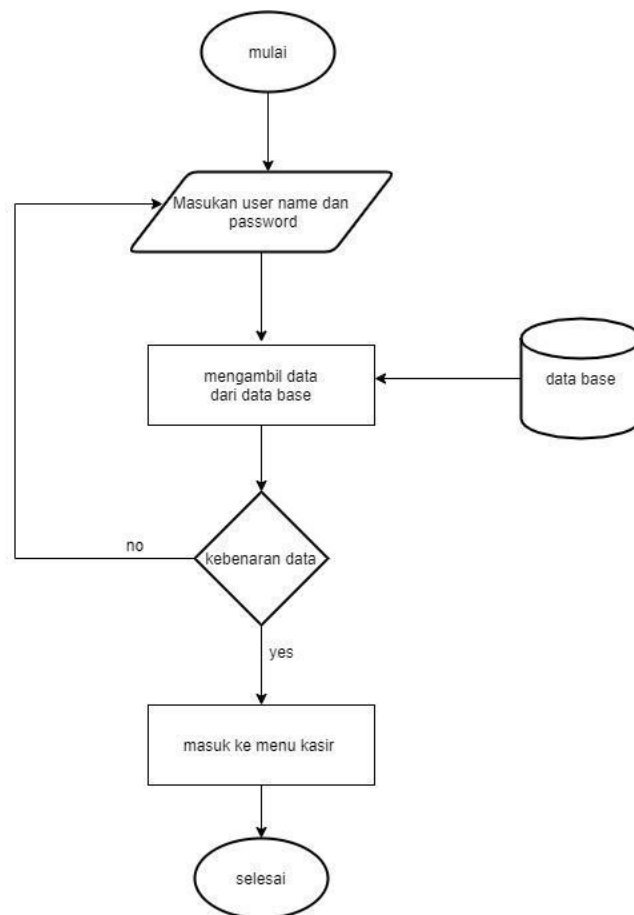 mulai
Masukan user name dan
password
mengambil data
dari data base
data base
no
kebenaran data
yes
masuk ke menu kasir
selesai